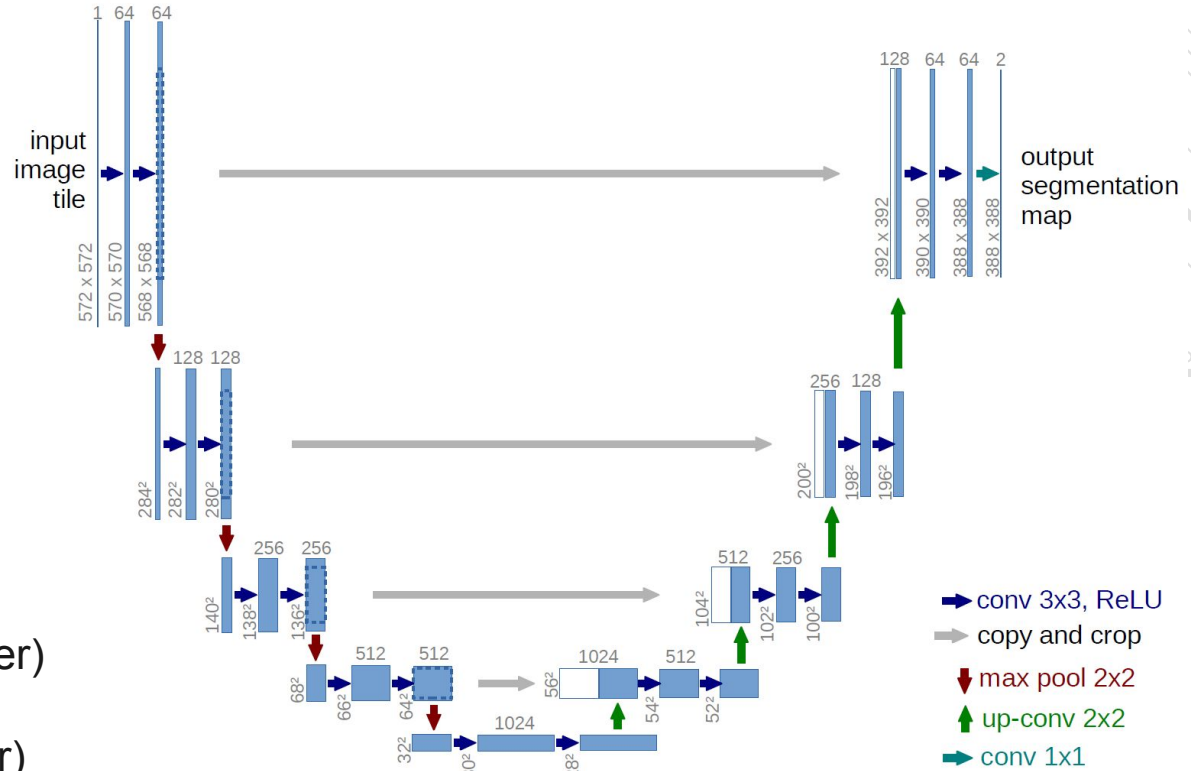 1 64 64
128 64 64 2
input
image
tile
output
segmentation
map
572 x 572
570 x 570
568 x 568
392 x 392
390 x 390
388 x 388
388 x 388
128 128
256 128
284²
282²
280²
200²
198²
196²
256 256
512 256
140²
138²
136²
104²
102²
100²
conv 3x3, ReLU
copy and crop
er)
max pool 2x2
512 512
1024 512
68²
66²
64²
56²
54²
52²
up-conv 2x2
1024
32²
r)
conv 1x1